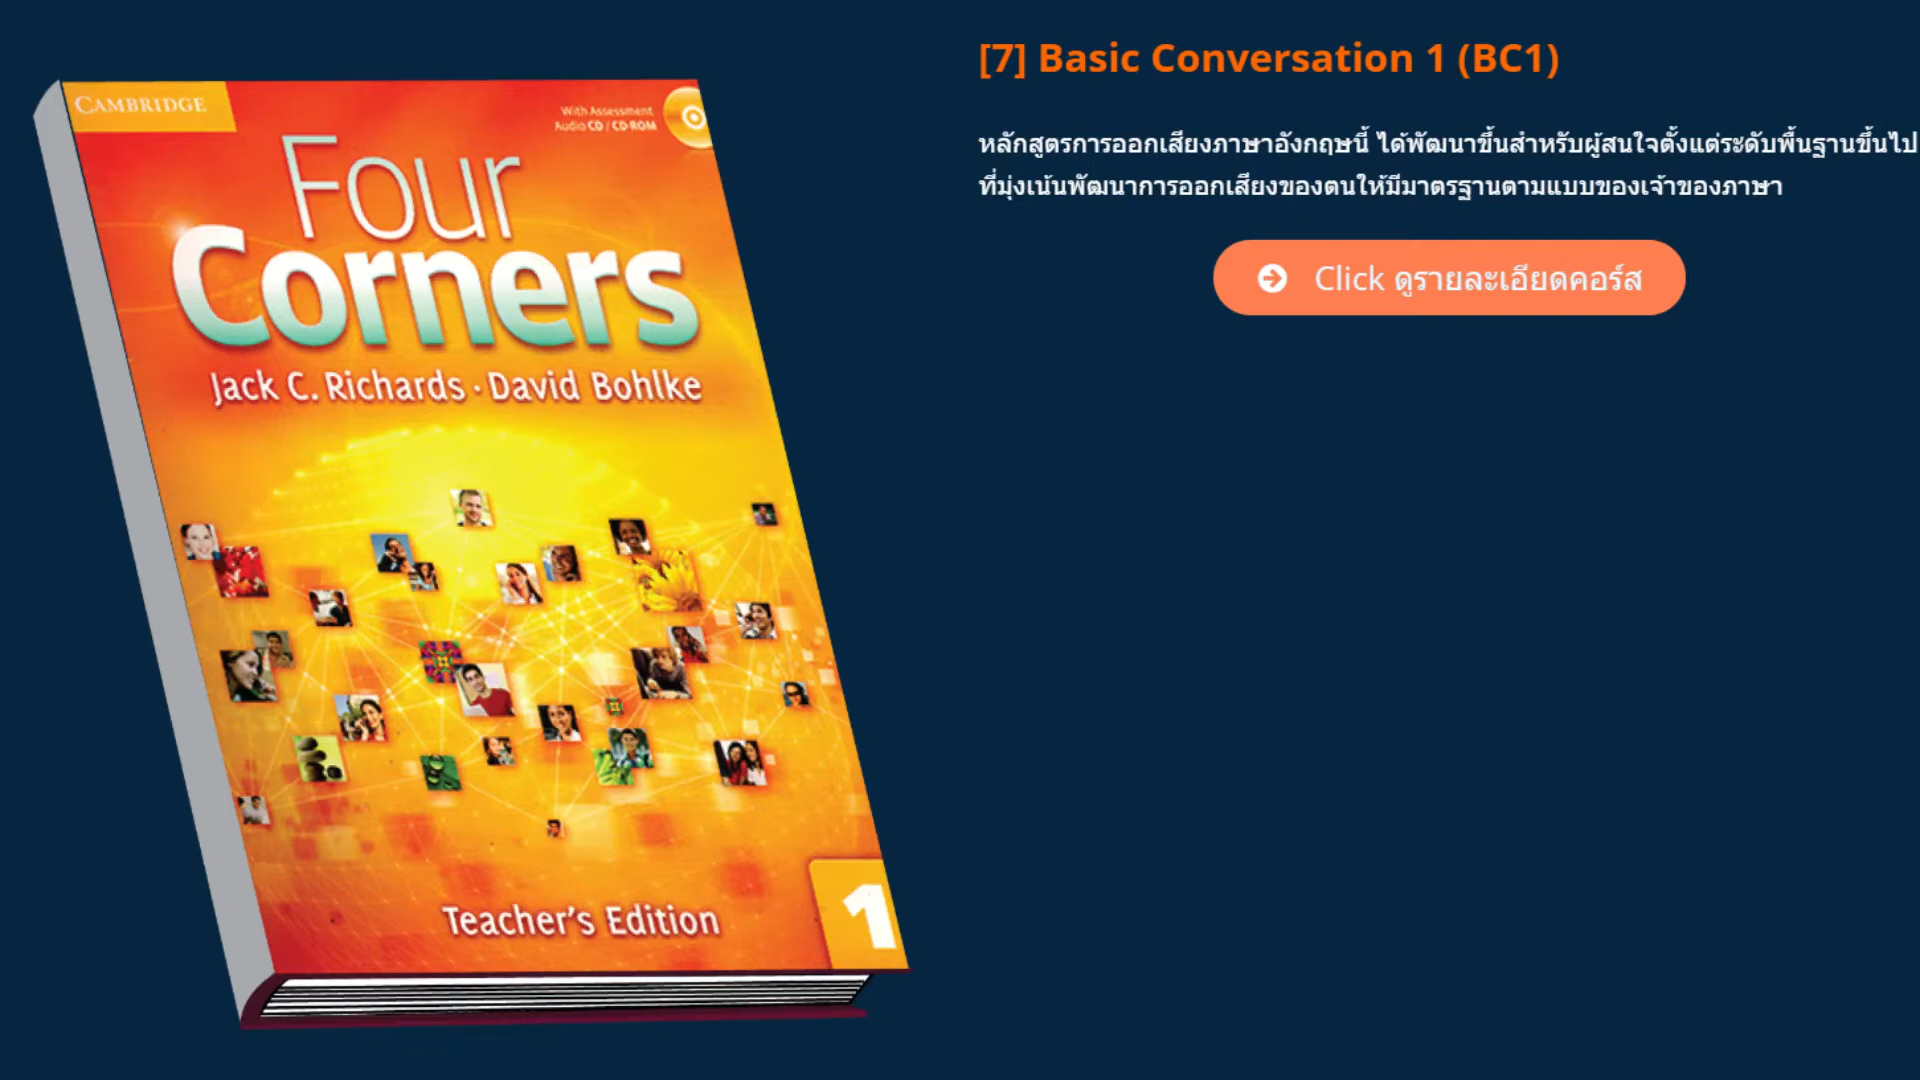 [7] Basic Conversation 1 (BC1)
หลักสูตรการออกเสียงภาษาอังกฤษนี้ ได้พัฒนาขึ้นสำหรับผู้สนใจตั้งแต่ระดับพื้นฐานขึ้นไป
ที่มุ่งเน้นพัฒนาการออกเสียงของตนให้มีมาตรฐานตามแบบของเจ้าของภาษา
Click ดูรายละเอียดคอร์ส
CAMBRIDGE
With Assessment
Audio CD / CD-ROM
Four
Corners
Jack C. Richards · David Bohlke
Teacher's Edition
1